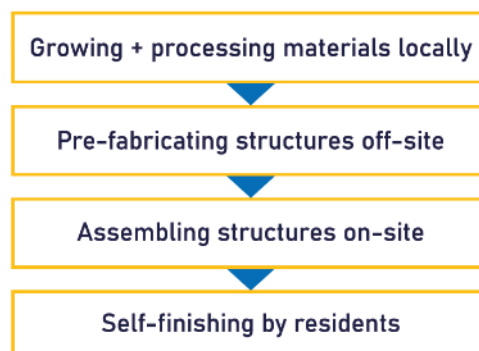 Growing + processing materials locally
Pre-fabricating structures off-site
Assembling structures on-site
Self-finishing by residents